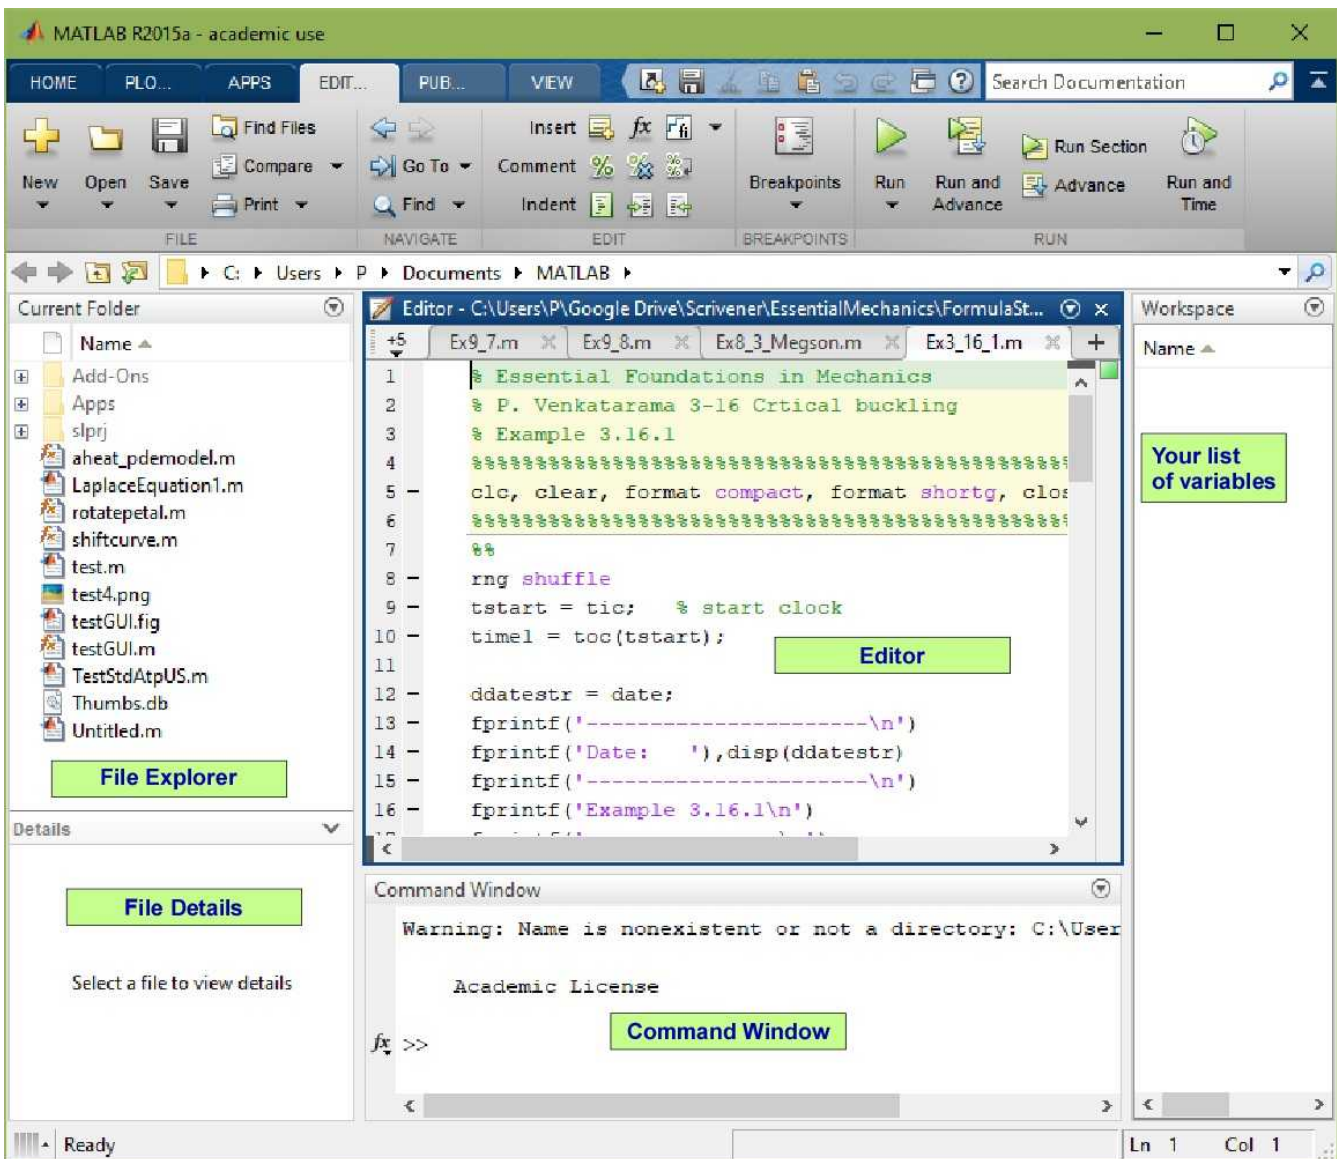 MATLAB R2015a - academic use
HOME PLO... APPS EDIT... PUB... VIEW Search Documentation
New Open Save
Find Files
Compare
Print
FILE
Go To
Find
NAVIGATE
Insert fx fi
Comment % % %
Indent
EDIT
Breakpoints
BREAKPOINTS
Run
Run and Advance
Run Section
Advance
Run and Time
RUN
C: Users P Documents MATLAB
Current Folder
Name
Add-Ons
Apps
slprj
aheat_pdemodel.m
LaplaceEquation1.m
rotatepetal.m
shiftcurve.m
test.m
test4.png
testGUI.fig
testGUI.m
TestStdAtpUS.m
Thumbs.db
Untitled.m
File Explorer
Details
File Details
Select a file to view details
Editor - C:\Users\P\Google Drive\Scrivener\EssentialMechanics\FormulaSt...
+5 Ex9_7.m Ex9_8.m Ex8_3_Megson.m Ex3_16_1.m +
1 % Essential Foundations in Mechanics
2 % P. Venkatarama 3-16 Crtical buckling
3 % Example 3.16.1
4 %%%%%%%%%%%%%%%%%%%%%%%%%%%%%%%%%%%%%%%%%%%%%%
5 - clc, clear, format compact, format shortg, clos
6 %%%%%%%%%%%%%%%%%%%%%%%%%%%%%%%%%%%%%%%%%%%%%%
7 %%
8 - rng shuffle
9 - tstart = tic; % start clock
10 - time1 = toc(tstart);
11
12 - ddatestr = date;
13 - fprintf('----------------------\n')
14 - fprintf('Date: '),disp(ddatestr)
15 - fprintf('----------------------\n')
16 - fprintf('Example 3.16.1\n')
Editor
Command Window
Warning: Name is nonexistent or not a directory: C:\User
Academic License
fx >>
Command Window
Workspace
Name
Your list
of variables
Ready
Ln 1 Col 1